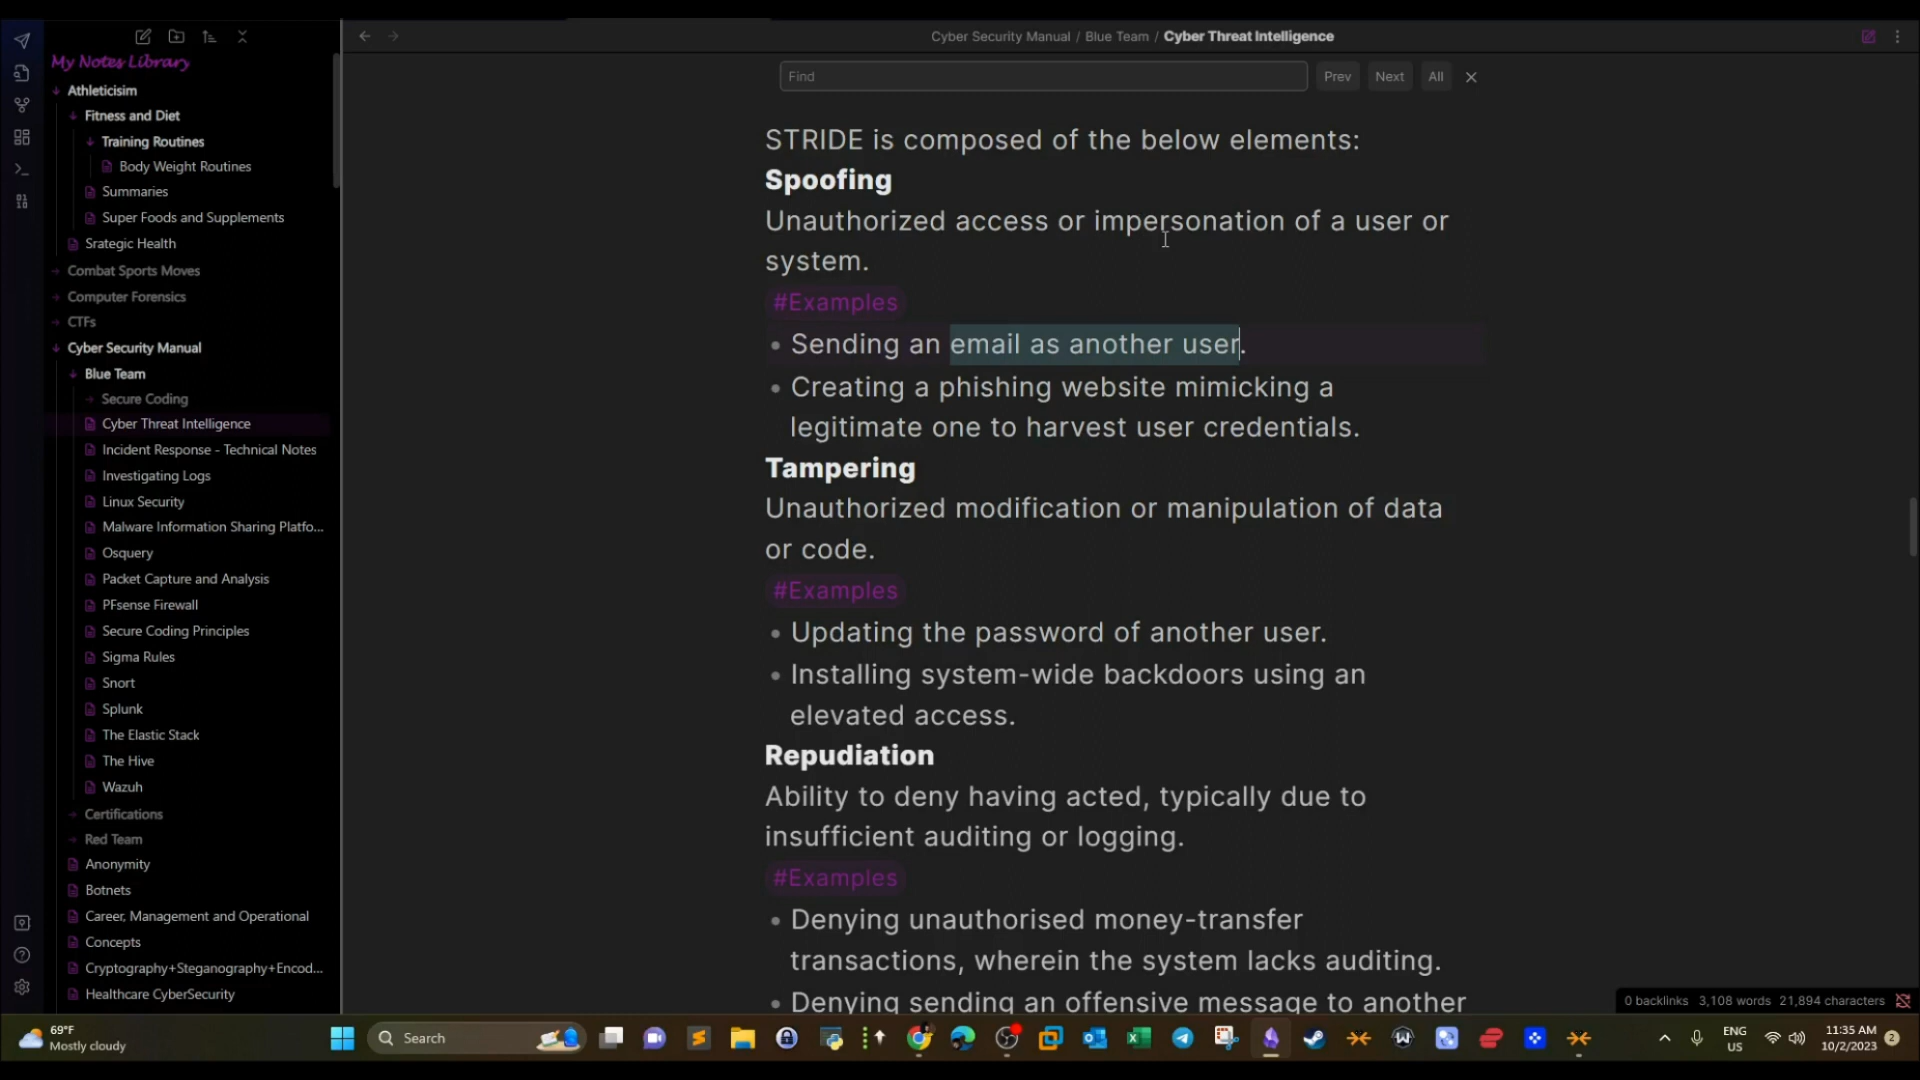 My Notes Library
Athleticisim
Fitness and Diet
Training Routines
Body Weight Routines
Summaries
Super Foods and Supplements
Srategic Health
Combat Sports Moves
Computer Forensics
CTFs
Cyber Security Manual
Blue Team
Secure Coding
Cyber Threat Intelligence
Incident Response - Technical Notes
Investigating Logs
Linux Security
Malware Information Sharing Platfo...
Osquery
Packet Capture and Analysis
PFsense Firewall
Secure Coding Principles
Sigma Rules
Snort
Splunk
The Elastic Stack
The Hive
Wazuh
Certifications
Red Team
Anonymity
Botnets
Career, Management and Operational
Concepts
Cryptography+Steganography+Encod...
Healthcare CyberSecurity
Cyber Security Manual / Blue Team / Cyber Threat Intelligence
Find Prev Next All
STRIDE is composed of the below elements:
Spoofing
Unauthorized access or impersonation of a user or
system.
#Examples
• Sending an email as another user.
• Creating a phishing website mimicking a
legitimate one to harvest user credentials.
Tampering
Unauthorized modification or manipulation of data
or code.
#Examples
• Updating the password of another user.
• Installing system-wide backdoors using an
elevated access.
Repudiation
Ability to deny having acted, typically due to
insufficient auditing or logging.
#Examples
• Denying unauthorised money-transfer
transactions, wherein the system lacks auditing.
• Denying sending an offensive message to another
0 backlinks 3,108 words 21,894 characters
69°F
Mostly cloudy
Search
ENG
US
11:35 AM
10/2/2023
2